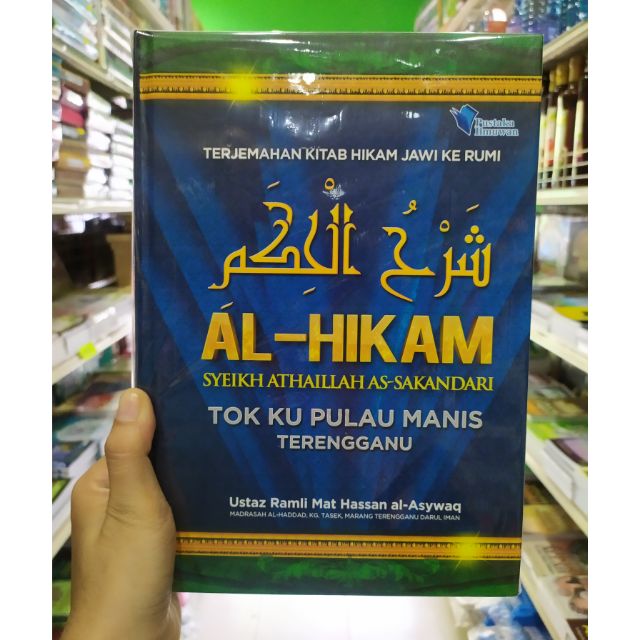 Pustaka
Ilmuwan
TERJEMAHAN KITAB HIKAM JAWI KE RUMI
شَرْحُ الْحِكَم
AL-HIKAM
SYEIKH ATHAILLAH AS-SAKANDARI
TOK KU PULAU MANIS
TERENGGANU
Ustaz Ramli Mat Hassan al-Asywaq
MADRASAH AL-HADDAD, KG. TASEK, MARANG TERENGGANU DARUL IMAN